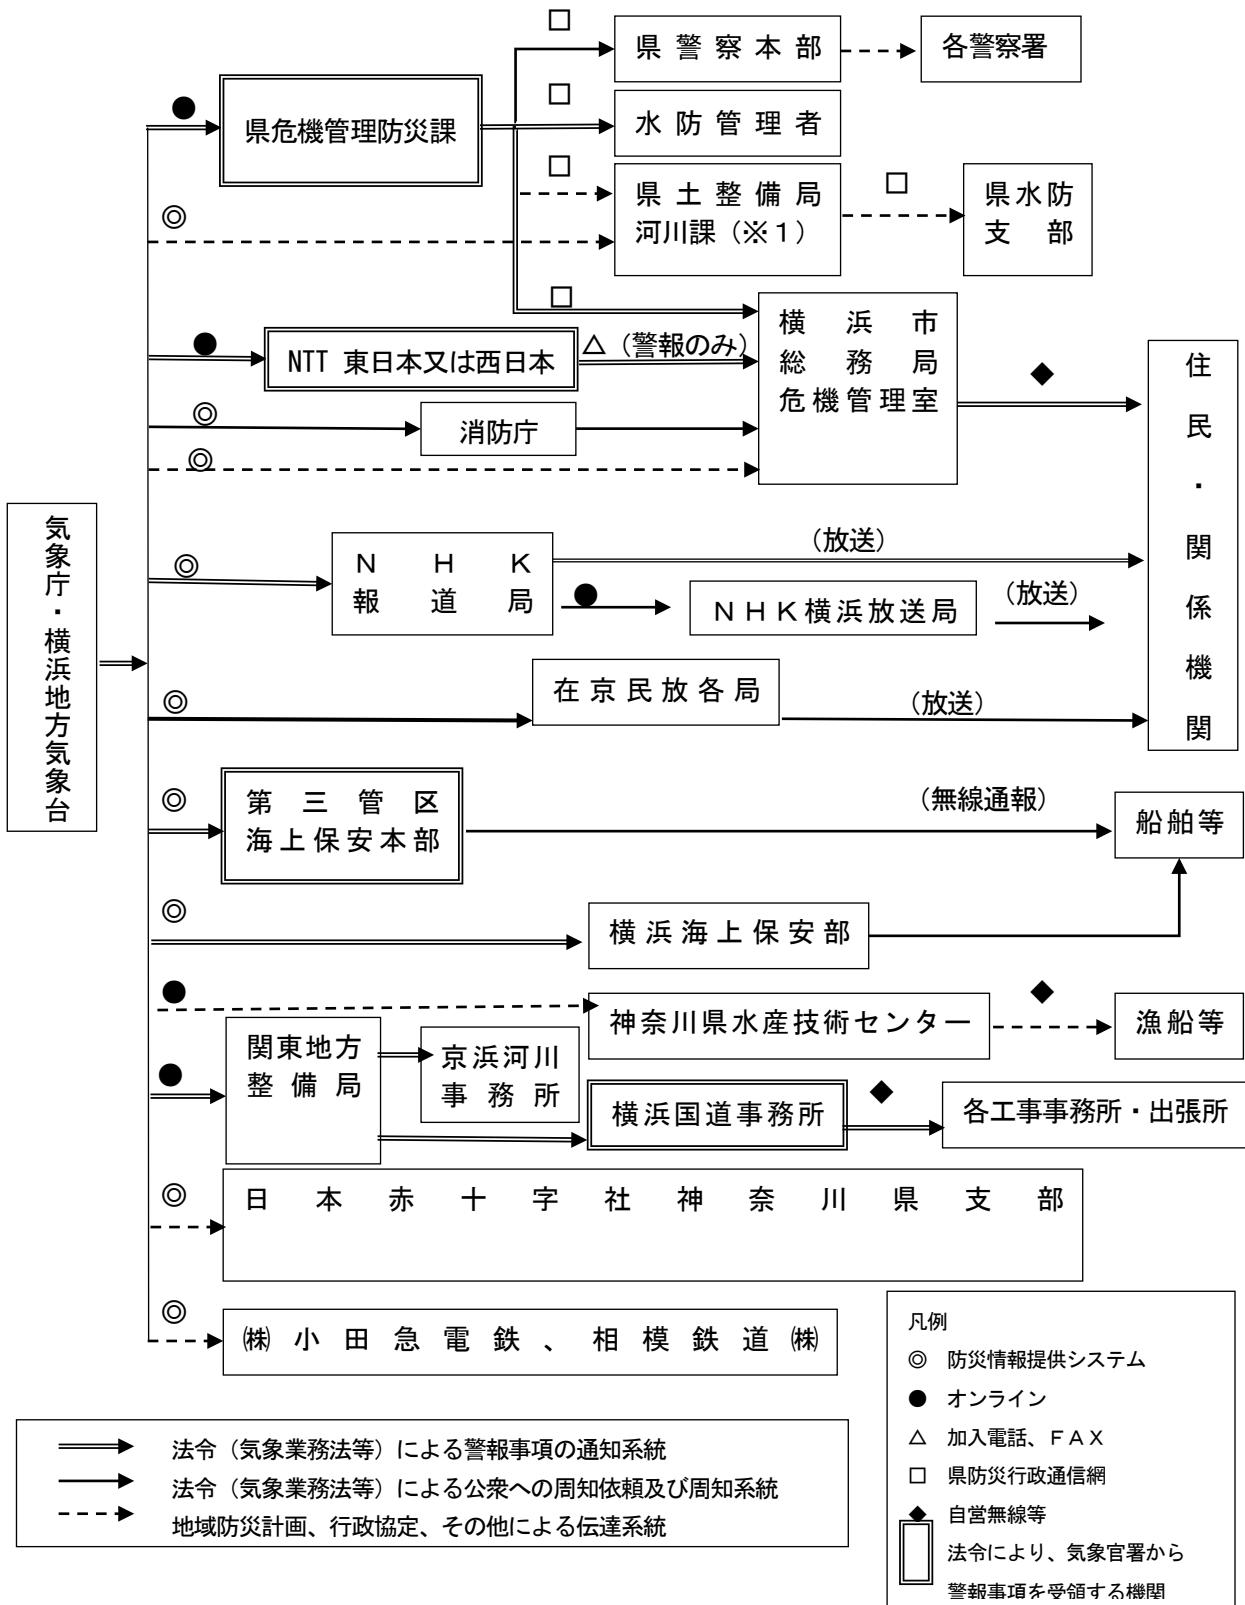 県警察本部
各警察署
県危機管理防災課
水防管理者
県土整備局
河川課（※１）
県水防
支部
横浜市
総務局
危機管理室
NTT 東日本又は西日本
△（警報のみ）
消防庁
住民・関係機関
気象庁・横浜地方気象台
ＮＨＫ
報道局
（放送）
ＮＨＫ横浜放送局
（放送）
在京民放各局
（放送）
第三管区
海上保安本部
（無線通報）
船舶等
横浜海上保安部
神奈川県水産技術センター
漁船等
関東地方
整備局
京浜河川
事務所
横浜国道事務所
各工事事務所・出張所
日本赤十字社神奈川県支部
㈱小田急電鉄、相模鉄道㈱
凡例
◎ 防災情報提供システム
● オンライン
△ 加入電話、ＦＡＸ
□ 県防災行政通信網
◆ 自営無線等
法令により、気象官署から
警報事項を受領する機関
法令（気象業務法等）による警報事項の通知系統
法令（気象業務法等）による公衆への周知依頼及び周知系統
地域防災計画、行政協定、その他による伝達系統